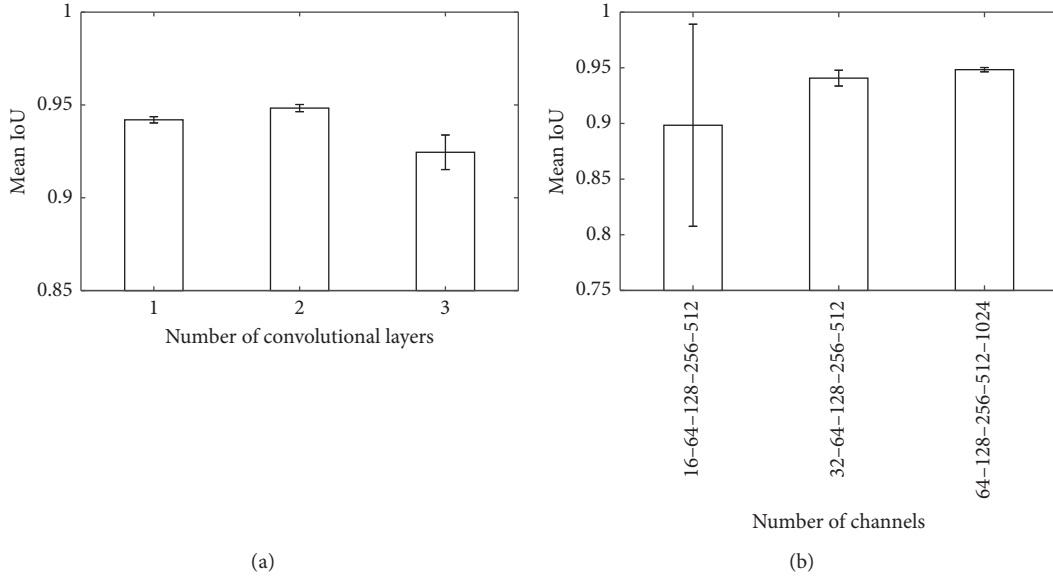 1
0.95
0.9
0.85
Mean IoU
1
2
3
Number of convolutional layers
(a)
1
0.95
0.9
0.85
0.8
0.75
Mean IoU
16–64–128–256–512
32–64–128–256–512
64–128–256–512–1024
Number of channels
(b)